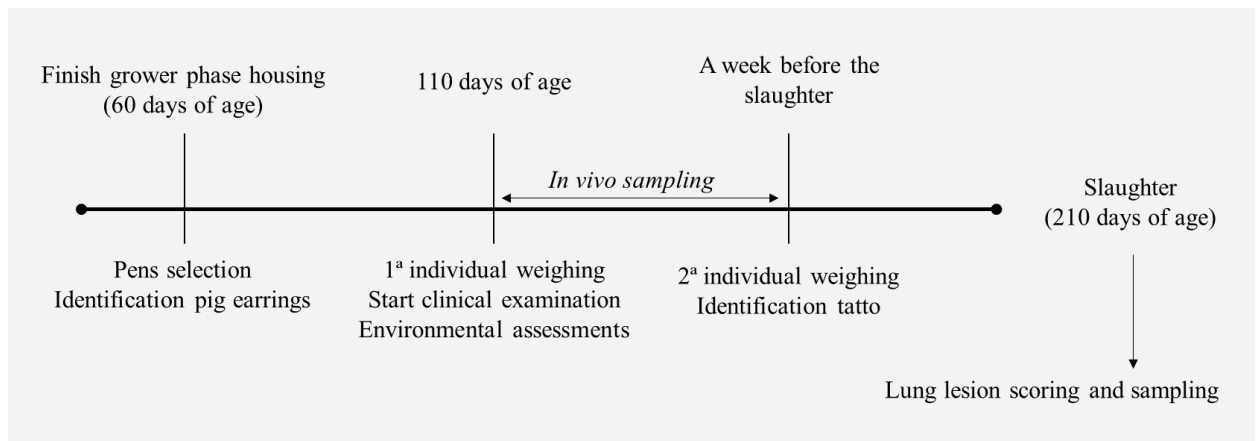 Finish grower phase housing
(60 days of age)
110 days of age
A week before the
slaughter
In vivo sampling
Slaughter
(210 days of age)
Pens selection
Identification pig earrings
1ª individual weighing
Start clinical examination
Environmental assessments
2ª individual weighing
Identification tatto
Lung lesion scoring and sampling